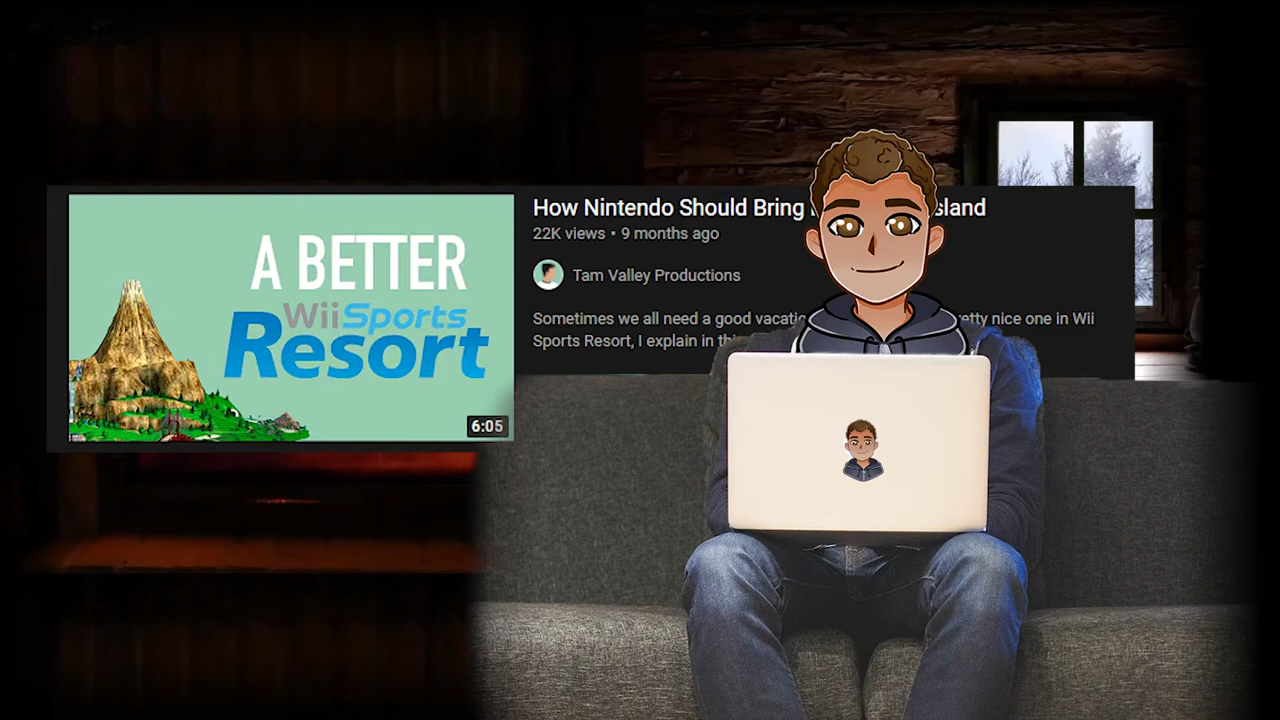 A BETTER
WiiSports
Resort
6:05
How Nintendo Should Bring sland
22K views • 9 months ago
Tam Valley Productions
Sometimes we all need a good vacatio etty nice one in Wii
Sports Resort, I explain in thi